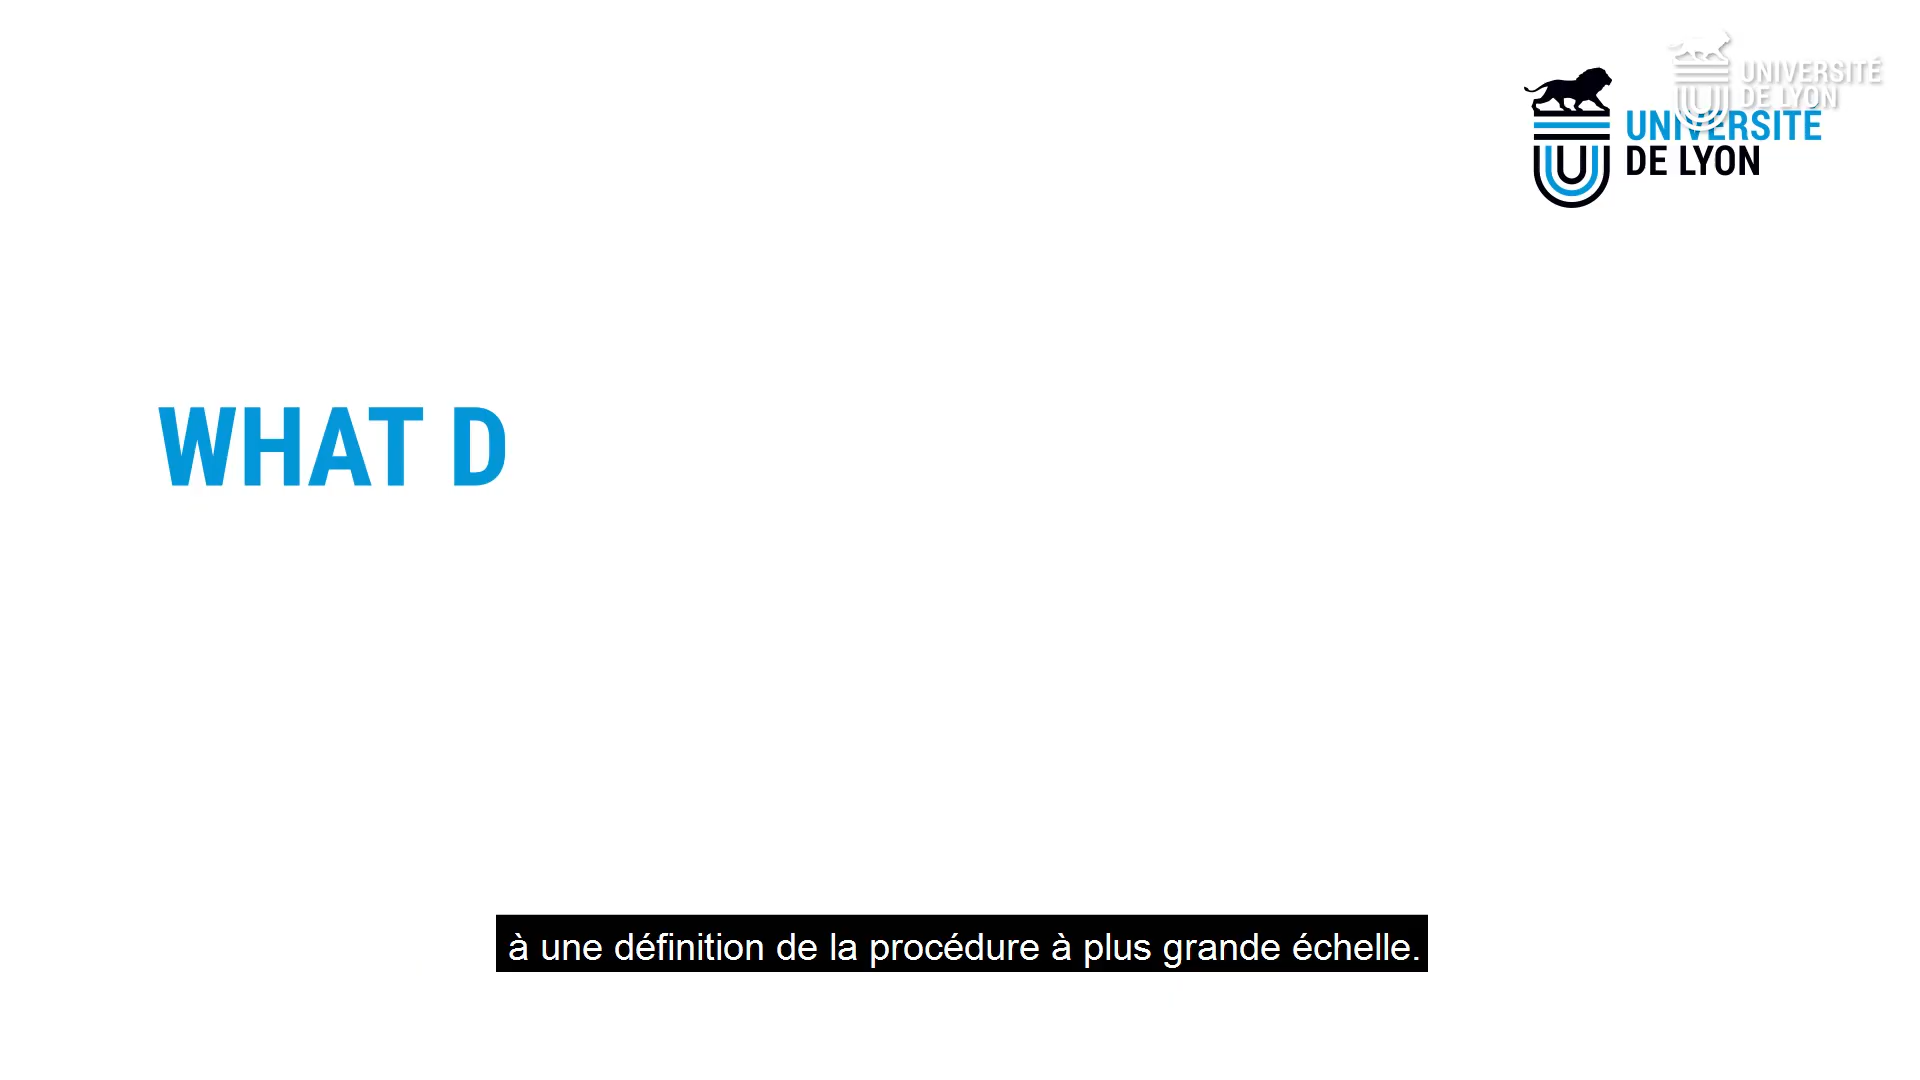 UNIVERSITÉ
DE LYON
UNIVERSITÉ
DE LYON
WHAT D
à une définition de la procédure à plus grande échelle.